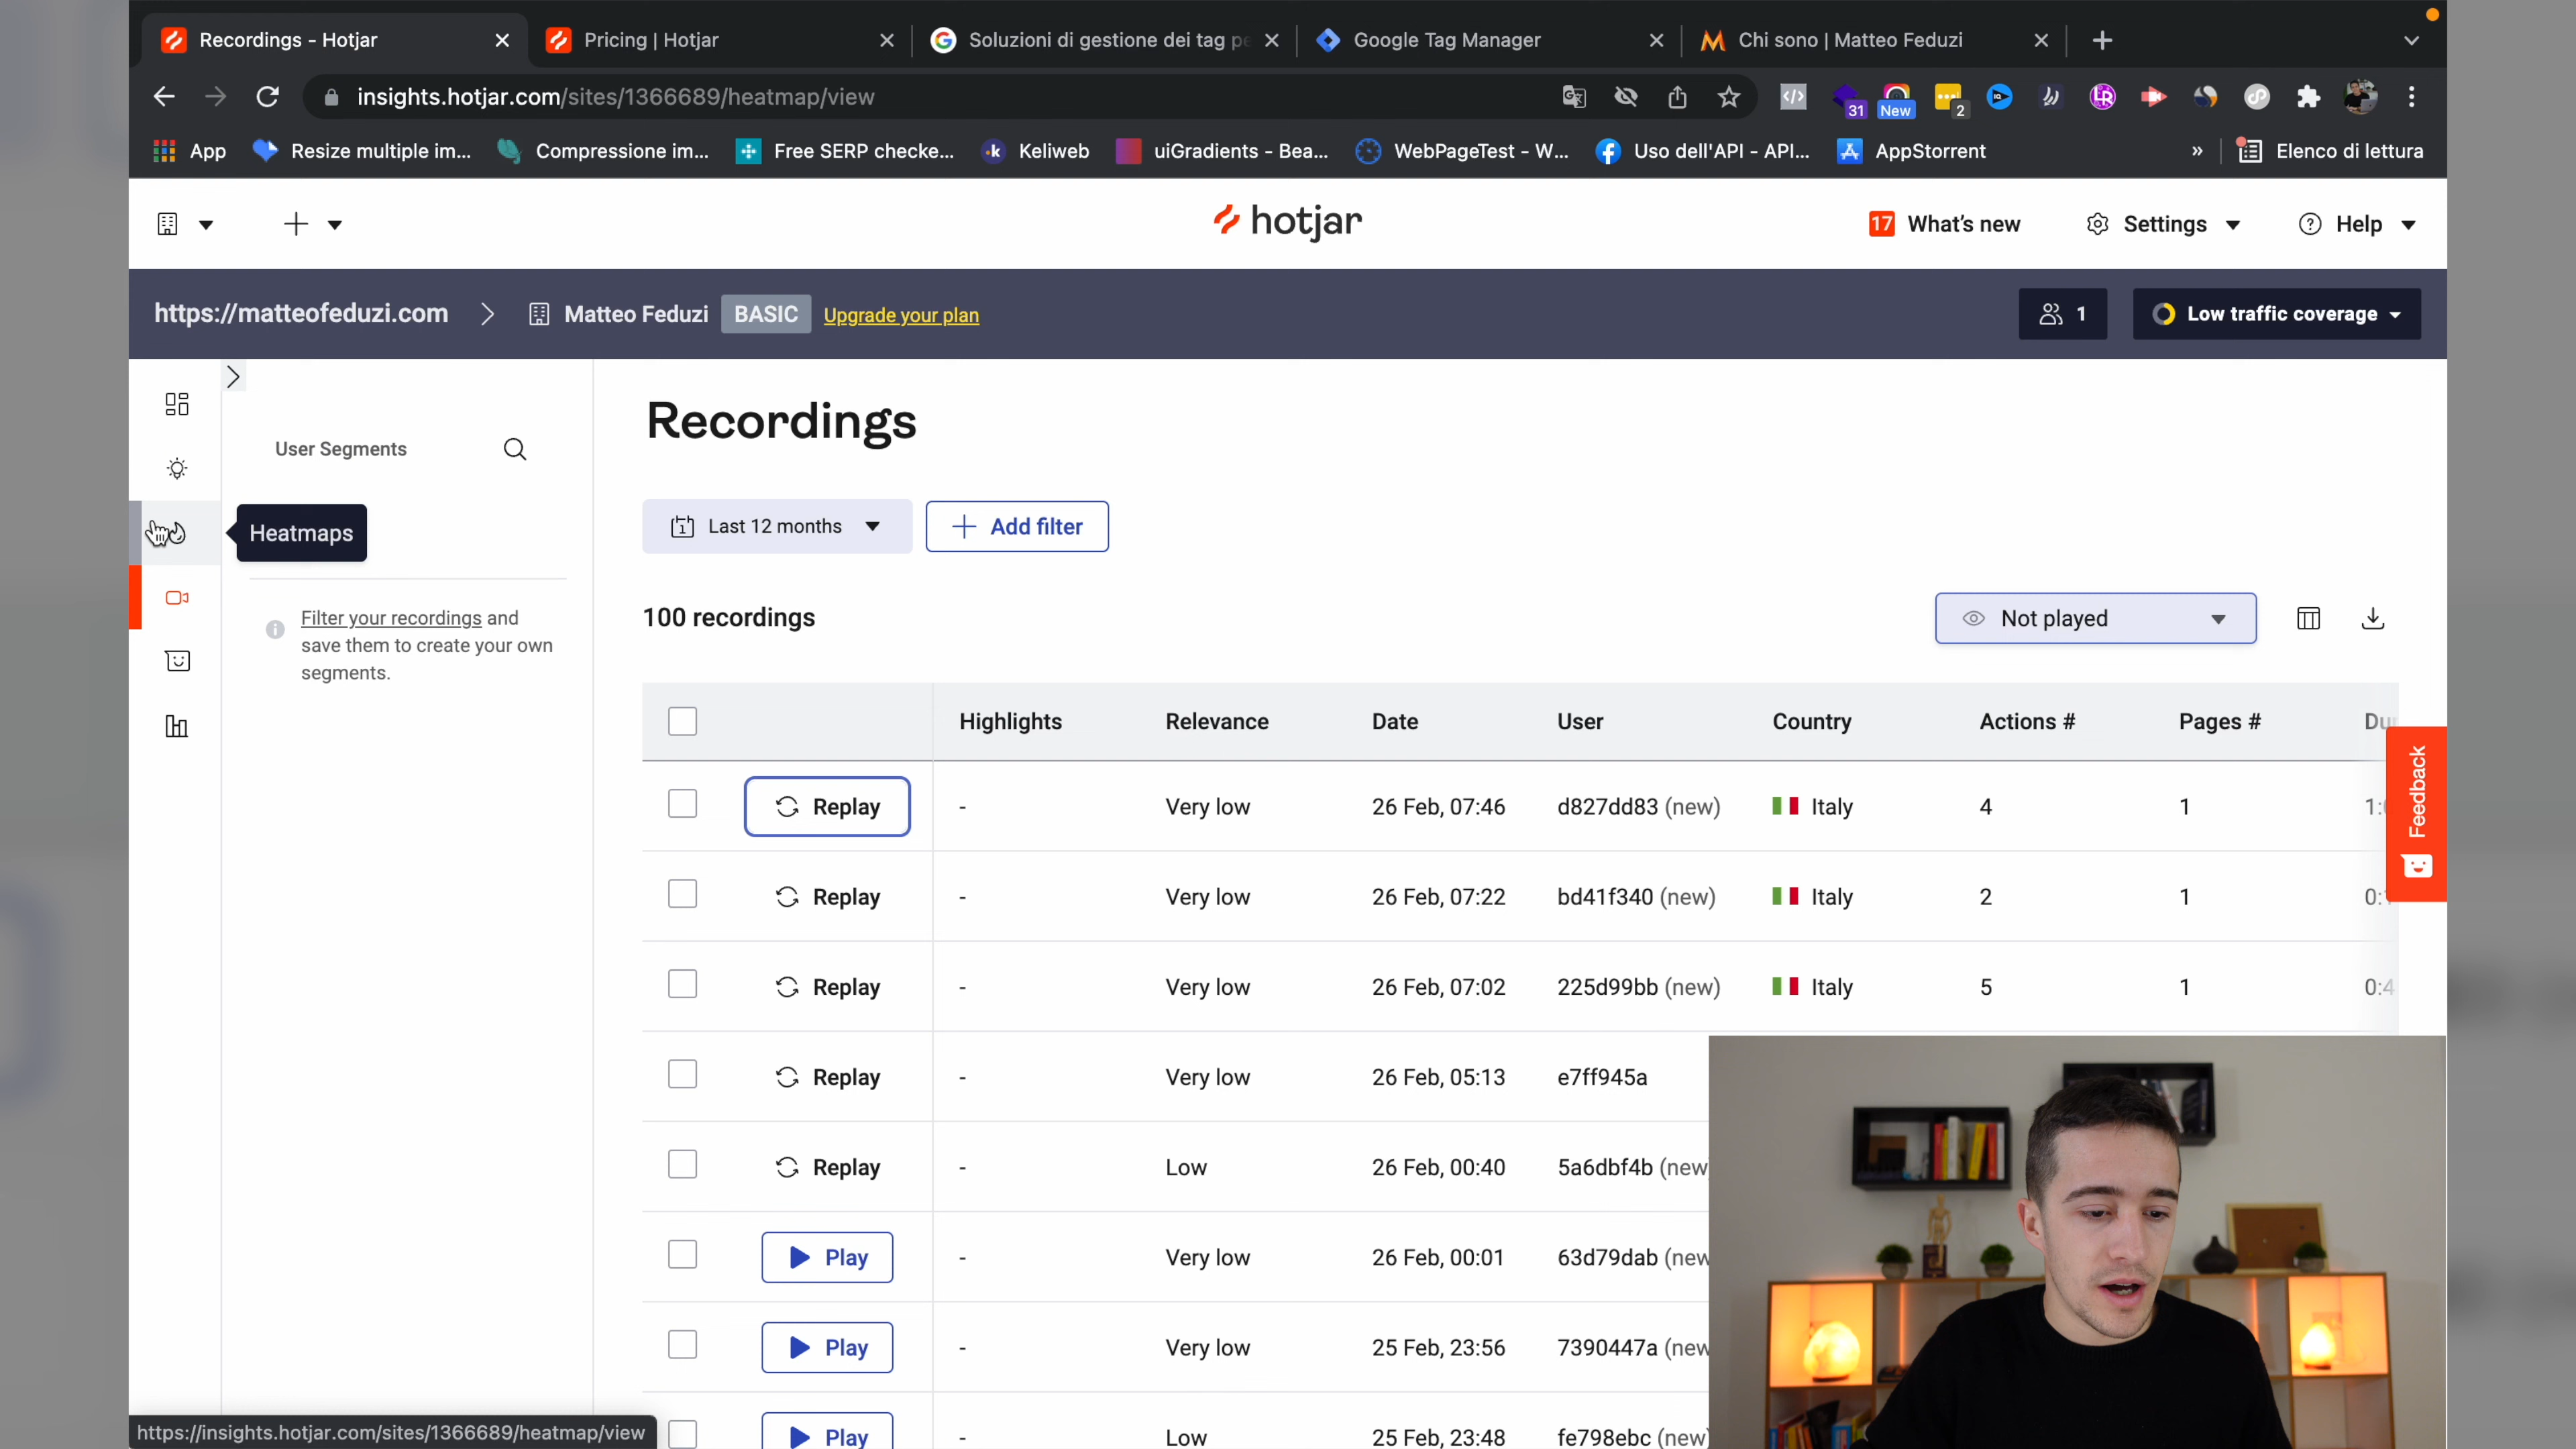 Recordings - Hotjar
Pricing | Hotjar
Soluzioni di gestione dei tag pe
Google Tag Manager
Chi sono | Matteo Feduzi
insights.hotjar.com/sites/1366689/heatmap/view
31
New
2
App
Resize multiple im...
Compressione im...
Free SERP checke...
Keliweb
uiGradients - Bea...
WebPageTest - W...
Uso dell'API - API...
AppStorrent
»
Elenco di lettura
hotjar
17 What's new
Settings
Help
https://matteofeduzi.com
Matteo Feduzi BASIC Upgrade your plan
1
Low traffic coverage
User Segments
Heatmaps
Filter your recordings and
save them to create your own
segments.
Recordings
Last 12 months
Add filter
100 recordings
Not played
Highlights Relevance Date User Country Actions # Pages #
Replay - Very low 26 Feb, 07:46 d827dd83 (new) Italy 4 1
Replay - Very low 26 Feb, 07:22 bd41f340 (new) Italy 2 1
Replay - Very low 26 Feb, 07:02 225d99bb (new) Italy 5 1 0:4
Replay - Very low 26 Feb, 05:13 e7ff945a
Replay - Low 26 Feb, 00:40 5a6dbf4b (new
Play - Very low 26 Feb, 00:01 63d79dab (new
Play - Very low 25 Feb, 23:56 7390447a (new
Play - Low 25 Feb, 23:48 fe798ebc (new)
Feedback
https://insights.hotjar.com/sites/1366689/heatmap/view